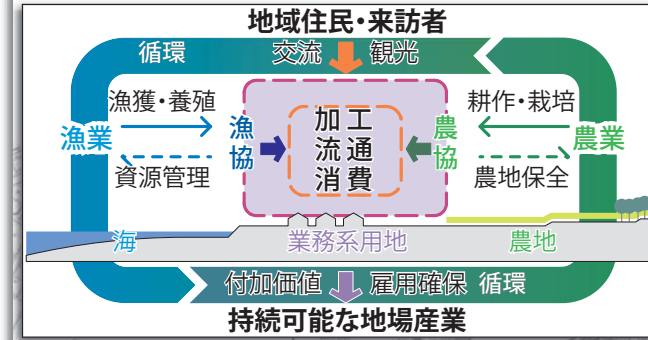 地域住民・来訪者
循環 交流 観光
漁獲・養殖
漁業
資源管理
漁協
加工
流通
消費
農協
耕作・栽培
農業
農地保全
海 業務系用地 農地
付加価値 雇用確保 循環
持続可能な地場産業